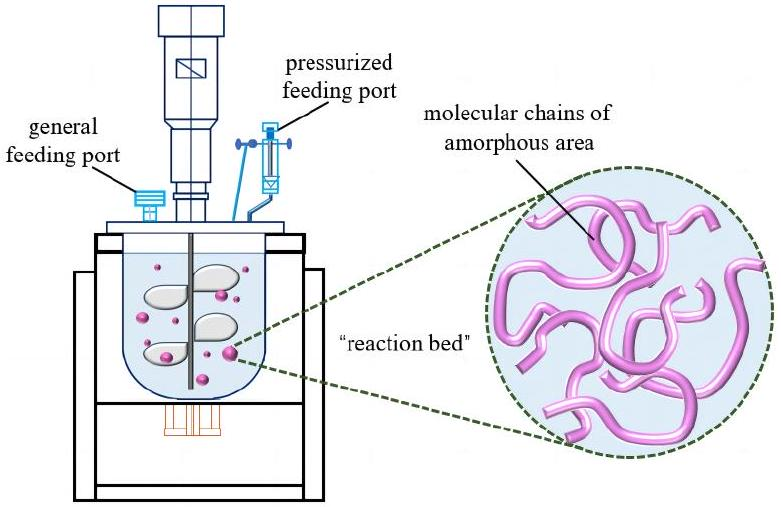 pressurized
feeding port
general
feeding port
molecular chains of
amorphous area
“reaction bed”